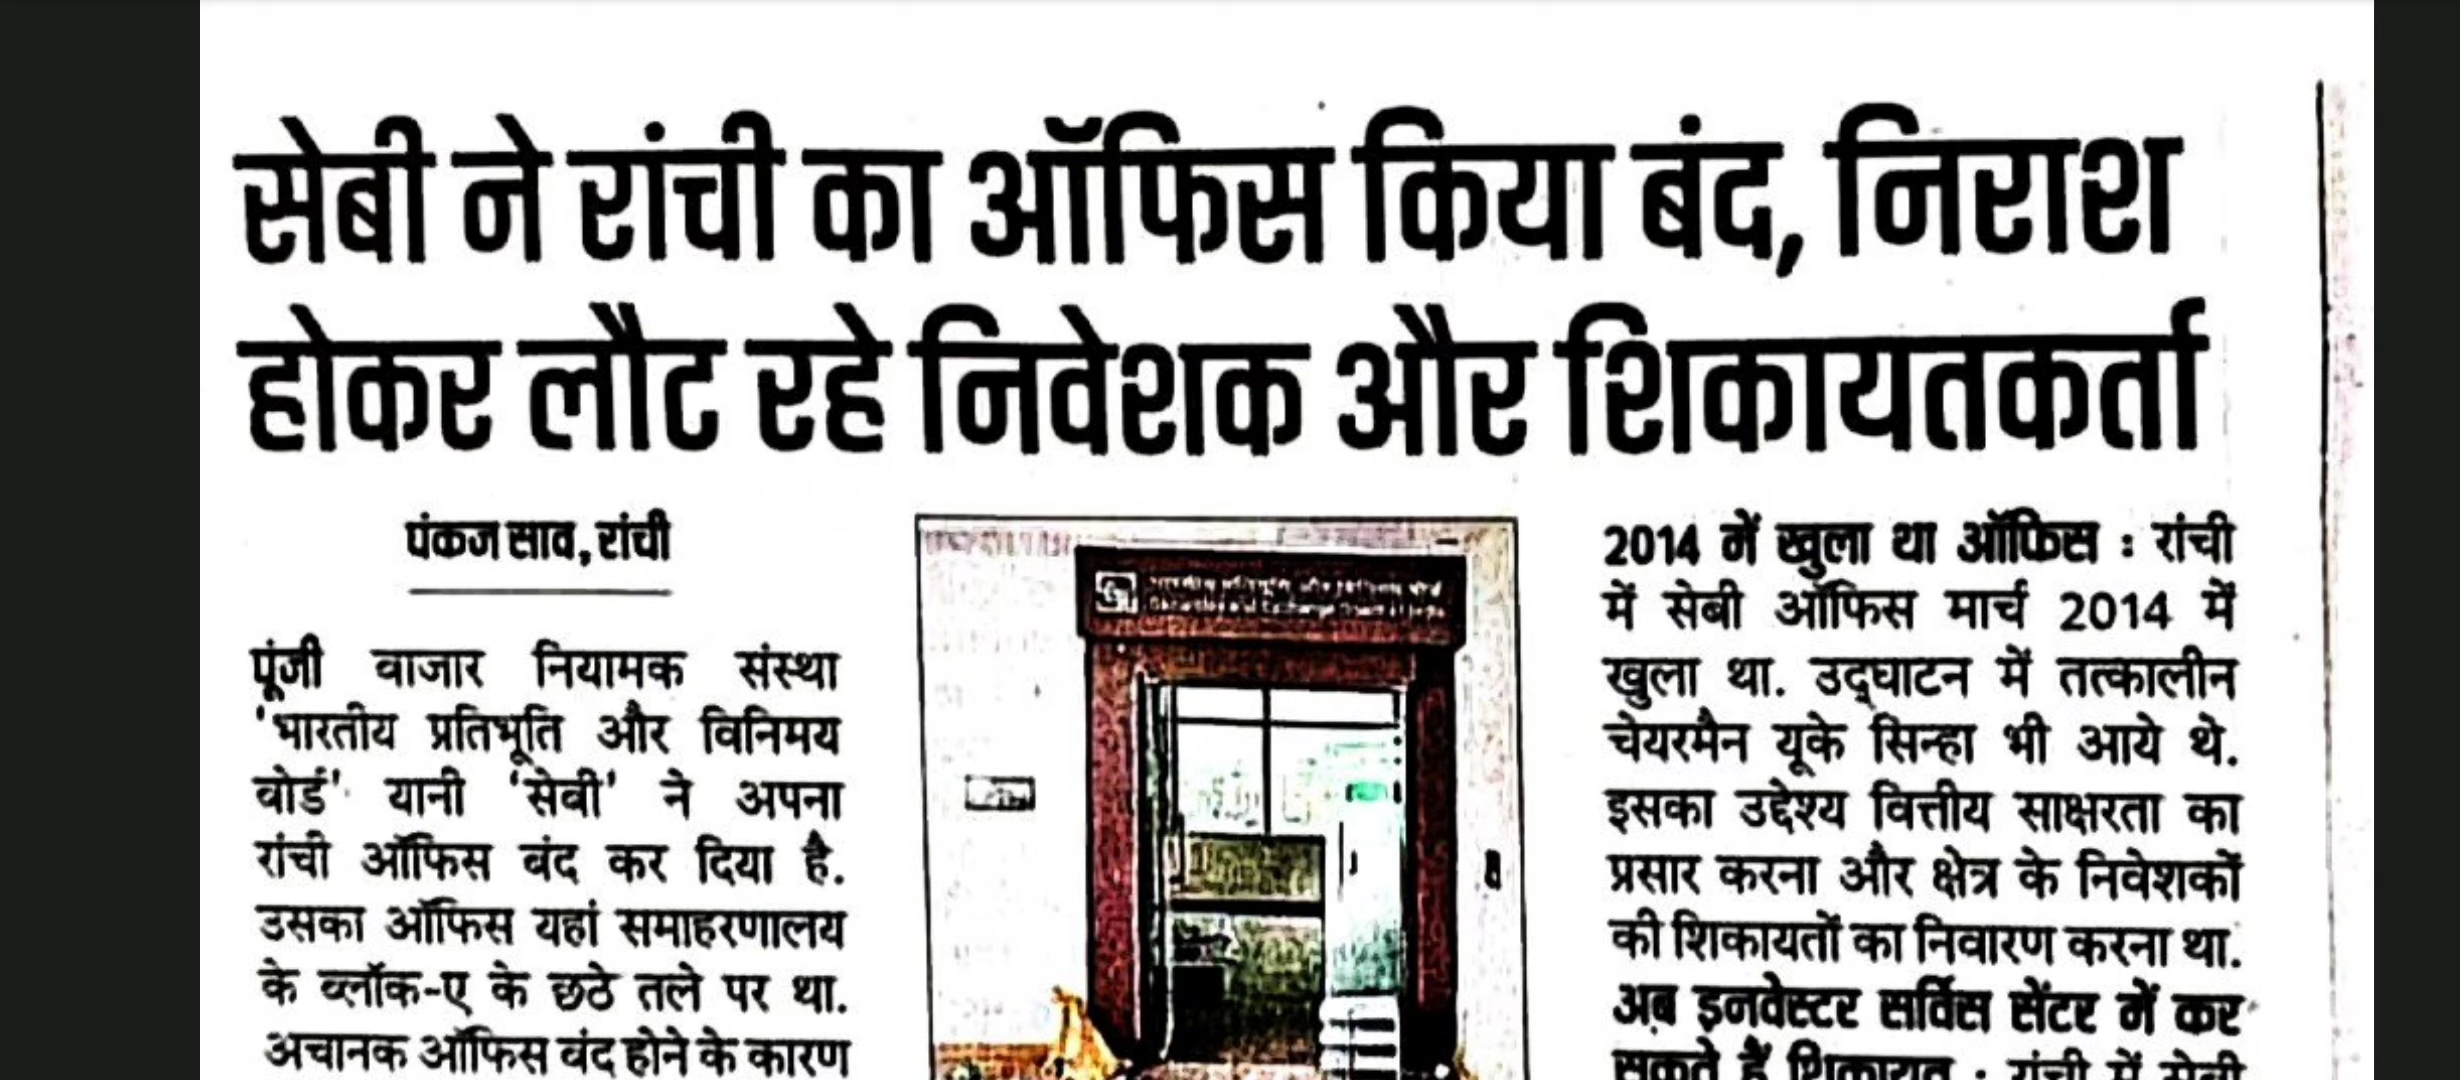 सेबी ने रांची का ऑफिस किया बंद, निराश
होकर लौट रहे निवेशक और शिकायतकर्ता
पंकज साव, रांची
पूंजी बाजार नियामक संस्था
'भारतीय प्रतिभूति और विनिमय
बोर्ड' यानी 'सेबी' ने अपना
रांची ऑफिस बंद कर दिया है.
उसका ऑफिस यहां समाहरणालय
के ब्लॉक-ए के छठे तले पर था.
अचानक ऑफिस बंद होने के कारण
2014 में खुला था ऑफिस : रांची
में सेबी ऑफिस मार्च 2014 में
खुला था. उद्घाटन में तत्कालीन
चेयरमैन यूके सिन्हा भी आये थे.
इसका उद्देश्य वित्तीय साक्षरता का
प्रसार करना और क्षेत्र के निवेशकों
की शिकायतों का निवारण करना था.
अब इनवेस्टर सर्विस सेंटर में कर
सकते हैं शिकायत : रांची में सेबी